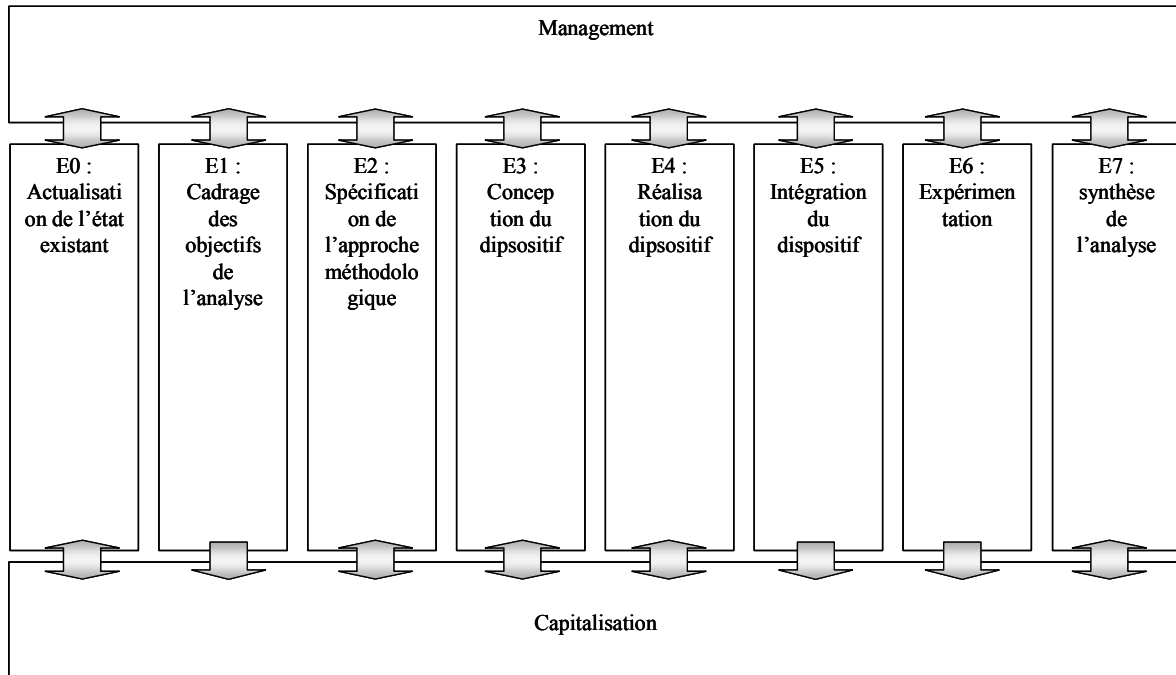 Management
E0 :
Actualisati
on de l'état
existant
E1 :
Cadrage
des
objectifs
de
l'analyse
E2 :
Spécificati
on de
l'approche
méthodolo
gique
E3 :
Concep
tion du
dipsositif
E4 :
Réalisa
tion du
dipsositif
E5 :
Intégration
du
dispositif
E6 :
Expérimen
tation
E7 :
synthèse
de
l'analyse
Capitalisation